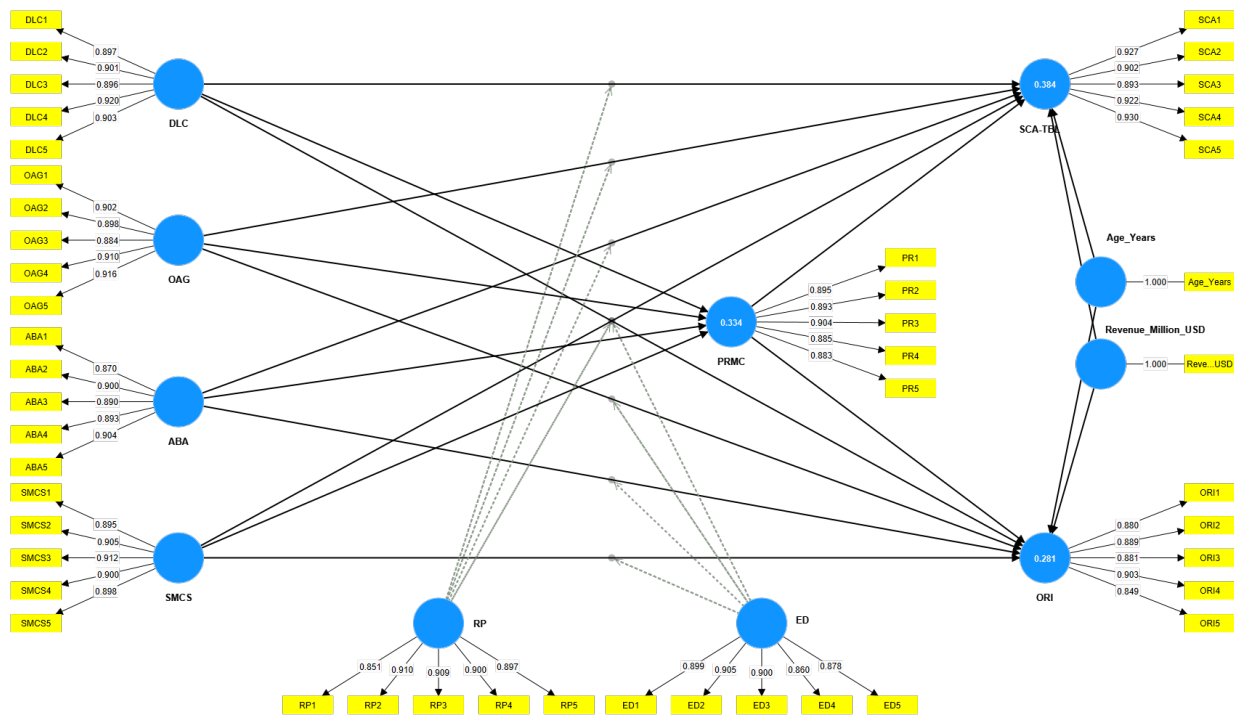 DLC1
DLC2
DLC3
DLC4
DLC5
0.897
0.901
0.896
0.920
0.903
DLC
OAG1
OAG2
OAG3
OAG4
OAG5
0.902
0.898
0.884
0.910
0.916
OAG
ABA1
ABA2
ABA3
ABA4
ABA5
0.870
0.900
0.890
0.893
0.904
ABA
SMCS1
SMCS2
SMCS3
SMCS4
SMCS5
0.895
0.905
0.912
0.900
0.898
SMCS
RP
0.851
0.910
0.909
0.900
0.897
RP1
RP2
RP3
RP4
RP5
ED
0.899
0.905
0.900
0.860
0.878
ED1
ED2
ED3
ED4
ED5
0.334
PRMC
0.895
0.893
0.904
0.885
0.883
PR1
PR2
PR3
PR4
PR5
0.384
SCA-TBL
0.927
0.902
0.893
0.922
0.930
SCA1
SCA2
SCA3
SCA4
SCA5
Age_Years
1.000
Age_Years
Revenue_Million_USD
1.000
Reve...USD
0.281
ORI
0.880
0.889
0.881
0.903
0.849
ORI1
ORI2
ORI3
ORI4
ORI5